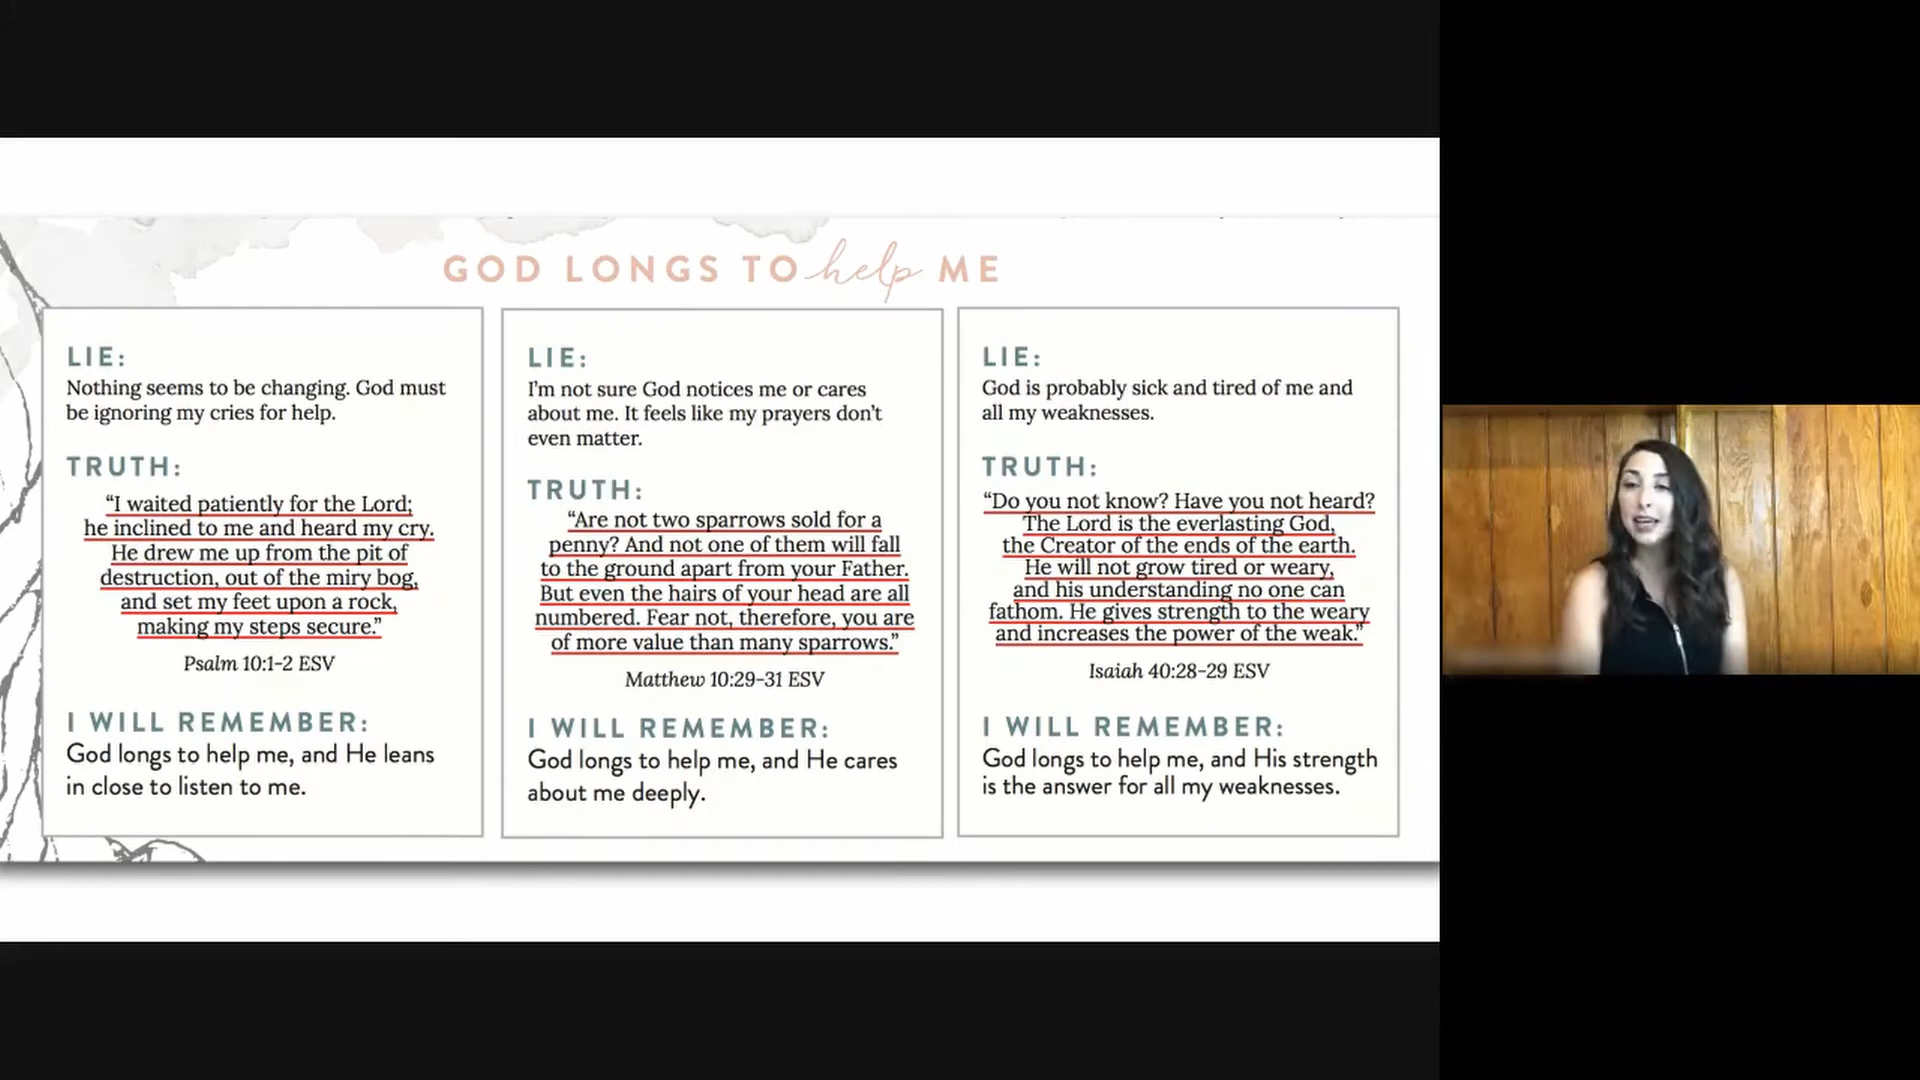 GOD LONGS TO help ME
LIE:
Nothing seems to be changing. God must
be ignoring my cries for help.
TRUTH:
“I waited patiently for the Lord;
he inclined to me and heard my cry.
He drew me up from the pit of
destruction, out of the miry bog,
and set my feet upon a rock,
making my steps secure.”
Psalm 10:1-2 ESV
I WILL REMEMBER:
God longs to help me, and He leans
in close to listen to me.
LIE:
I’m not sure God notices me or cares
about me. It feels like my prayers don’t
even matter.
TRUTH:
“Are not two sparrows sold for a
penny? And not one of them will fall
to the ground apart from your Father.
But even the hairs of your head are all
numbered. Fear not, therefore, you are
of more value than many sparrows.”
Matthew 10:29-31 ESV
I WILL REMEMBER:
God longs to help me, and He cares
about me deeply.
LIE:
God is probably sick and tired of me and
all my weaknesses.
TRUTH:
“Do you not know? Have you not heard?
The Lord is the everlasting God,
the Creator of the ends of the earth.
He will not grow tired or weary,
and his understanding no one can
fathom. He gives strength to the weary
and increases the power of the weak.”
Isaiah 40:28-29 ESV
I WILL REMEMBER:
God longs to help me, and His strength
is the answer for all my weaknesses.